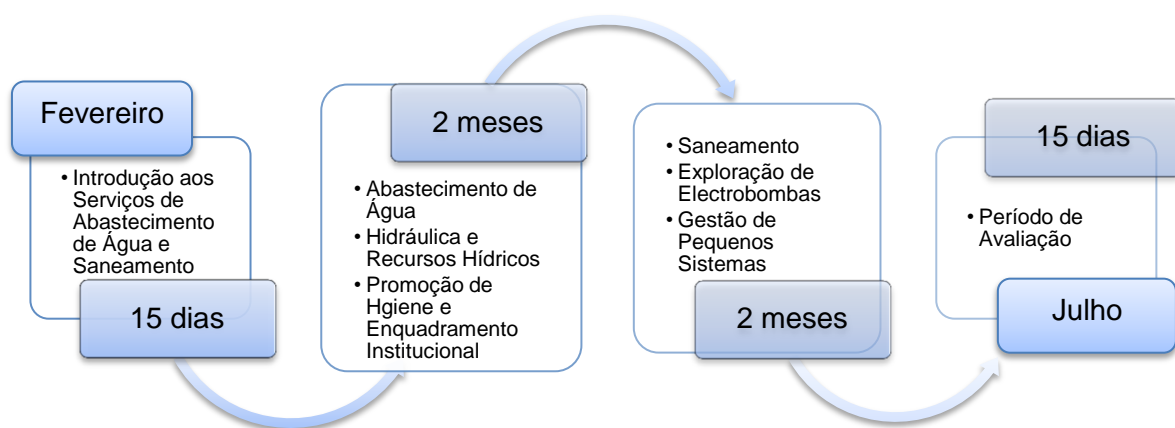 Fevereiro
• Introdução aos
Serviços de
Abastecimento
de Água e
Saneamento
15 dias
2 meses
• Abastecimento de
Água
• Hidráulica e
Recursos Hídricos
• Promoção de
Hgiene e
Enquadramento
Institucional
• Saneamento
• Exploração de
Electrobombas
• Gestão de
Pequenos
Sistemas
2 meses
15 dias
• Período de
Avaliação
Julho